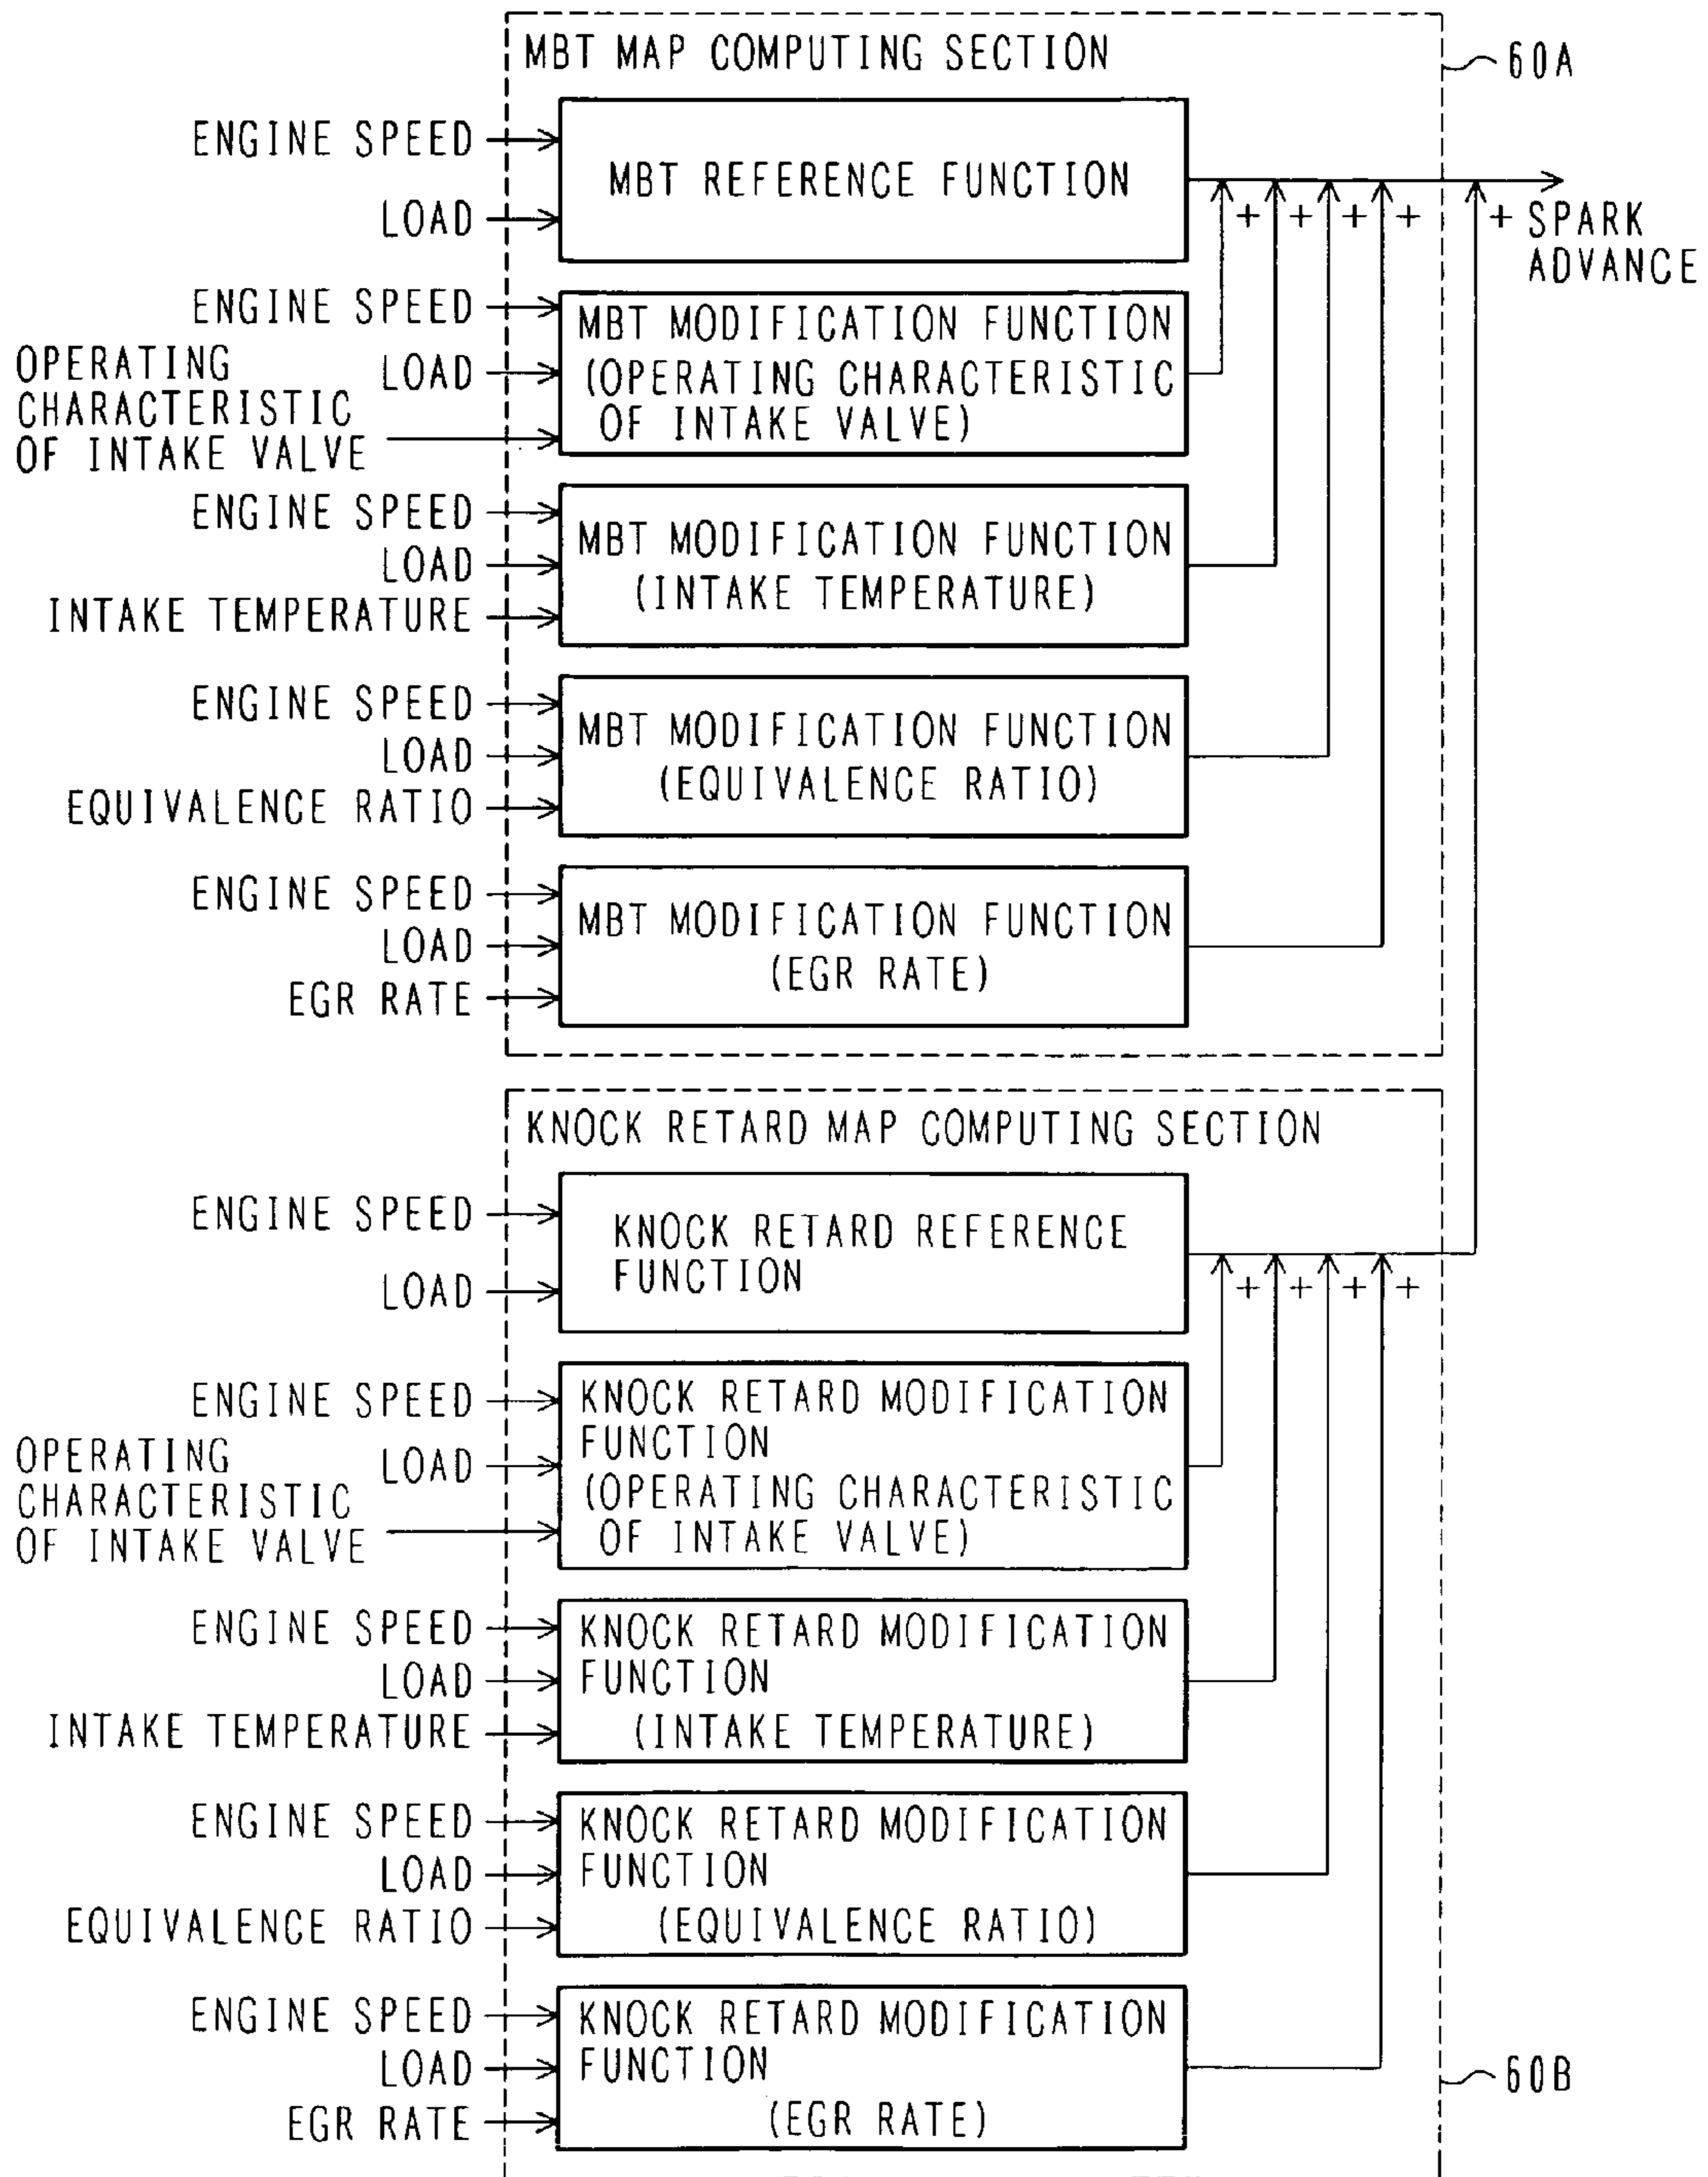 MBT MAP COMPUTING SECTION
60A
ENGINE SPEED
LOAD
MBT REFERENCE FUNCTION
+ + + + +
SPARK
ADVANCE
ENGINE SPEED
LOAD
OPERATING
CHARACTERISTIC
OF INTAKE VALVE
MBT MODIFICATION FUNCTION
(OPERATING CHARACTERISTIC
OF INTAKE VALVE)
ENGINE SPEED
LOAD
INTAKE TEMPERATURE
MBT MODIFICATION FUNCTION
(INTAKE TEMPERATURE)
ENGINE SPEED
LOAD
EQUIVALENCE RATIO
MBT MODIFICATION FUNCTION
(EQUIVALENCE RATIO)
ENGINE SPEED
LOAD
EGR RATE
MBT MODIFICATION FUNCTION
(EGR RATE)
KNOCK RETARD MAP COMPUTING SECTION
ENGINE SPEED
LOAD
KNOCK RETARD REFERENCE
FUNCTION
+ + + +
ENGINE SPEED
LOAD
OPERATING
CHARACTERISTIC
OF INTAKE VALVE
KNOCK RETARD MODIFICATION
FUNCTION
(OPERATING CHARACTERISTIC
OF INTAKE VALVE)
ENGINE SPEED
LOAD
INTAKE TEMPERATURE
KNOCK RETARD MODIFICATION
FUNCTION
(INTAKE TEMPERATURE)
ENGINE SPEED
LOAD
EQUIVALENCE RATIO
KNOCK RETARD MODIFICATION
FUNCTION
(EQUIVALENCE RATIO)
ENGINE SPEED
LOAD
EGR RATE
KNOCK RETARD MODIFICATION
FUNCTION
(EGR RATE)
60B